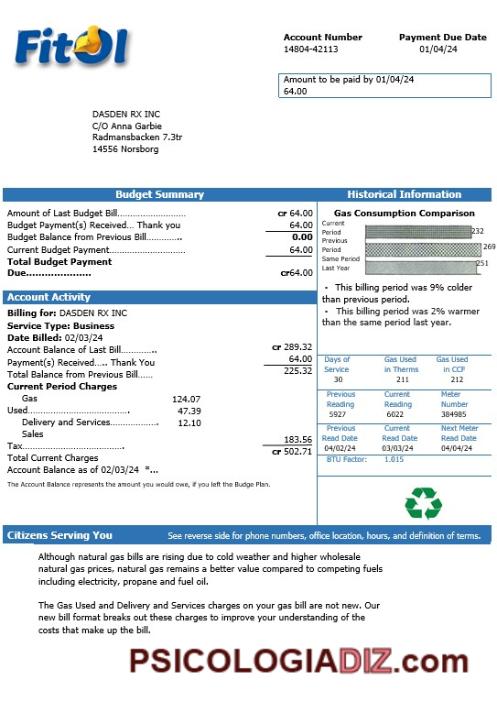 FitOl
Account Number Payment Due Date
14804-42113 01/04/24
Amount to be paid by 01/04/24
64.00
DASDEN RX INC
C/O Anna Garbie
Radmansbacken 7.3tr
14556 Norsborg
Budget Summary
Amount of Last Budget Bill........................ cr 64.00
Budget Payment(s) Received... Thank you 64.00
Budget Balance from Previous Bill............. 0.00
Current Budget Payment.......................... 64.00
Total Budget Payment
Due..................... cr64.00
Historical Information
Gas Consumption Comparison
Current
Period 232
Previous
Period 269
Same Period
Last Year 251
· This billing period was 9% colder
than previous period.
· This billing period was 2% warmer
than the same period last year.
Account Activity
Billing for: DASDEN RX INC
Service Type: Business
Date Billed: 02/03/24
Account Balance of Last Bill............ cr 289.32
Payment(s) Received.... Thank You 64.00
Total Balance from Previous Bill...... 225.32
Current Period Charges
Gas 124.07
Used........................................... 47.39
Delivery and Services................. 12.10
Sales
Tax.................................... 183.56
Total Current Charges cr 502.71
Account Balance as of 02/03/24 "...
The Account Balance represents the amount you would owe, if you left the Budge Plan.
Days of Gas Used Gas Used
Service in Therms in CCF
30 211 212
Previous Current Meter
Reading Reading Number
5927 6022 384985
Previous Current Next Meter
Read Date Read Date Read Date
04/02/24 03/03/24 04/04/24
BTU Factor: 1.015
Citizens Serving You See reverse side for phone numbers, office location, hours, and definition of terms.
Although natural gas bills are rising due to cold weather and higher wholesale
natural gas prices, natural gas remains a better value compared to competing fuels
including electricity, propane and fuel oil.
The Gas Used and Delivery and Services charges on your gas bill are not new. Our
new bill format breaks out these charges to improve your understanding of the
costs that make up the bill.
PSICOLOGIADIZ.com